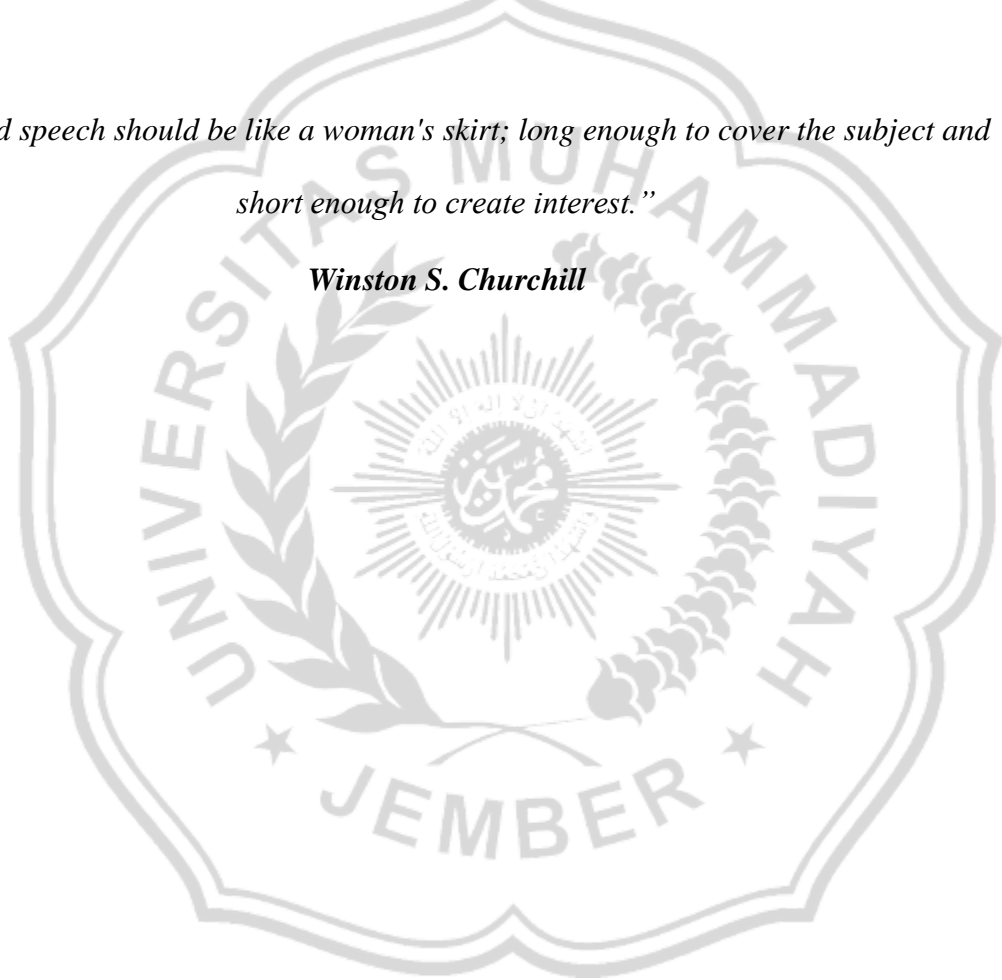 d speech should be like a woman's skirt; long enough to cover the subject and
short enough to create interest.”
Winston S. Churchill
UNIVERSITAS MUHAMMADIYAH
JEMBER